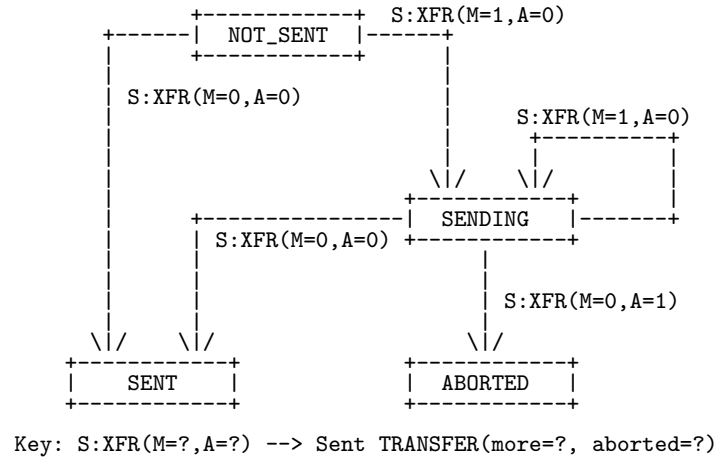 S:XFR(M=1,A=0)
NOT_SENT
S:XFR(M=0,A=0)
S:XFR(M=1,A=0)
SENDING
S:XFR(M=0,A=0)
S:XFR(M=0,A=1)
SENT
ABORTED
Key: S:XFR(M=?,A=?) --> Sent TRANSFER(more=?, aborted=?)